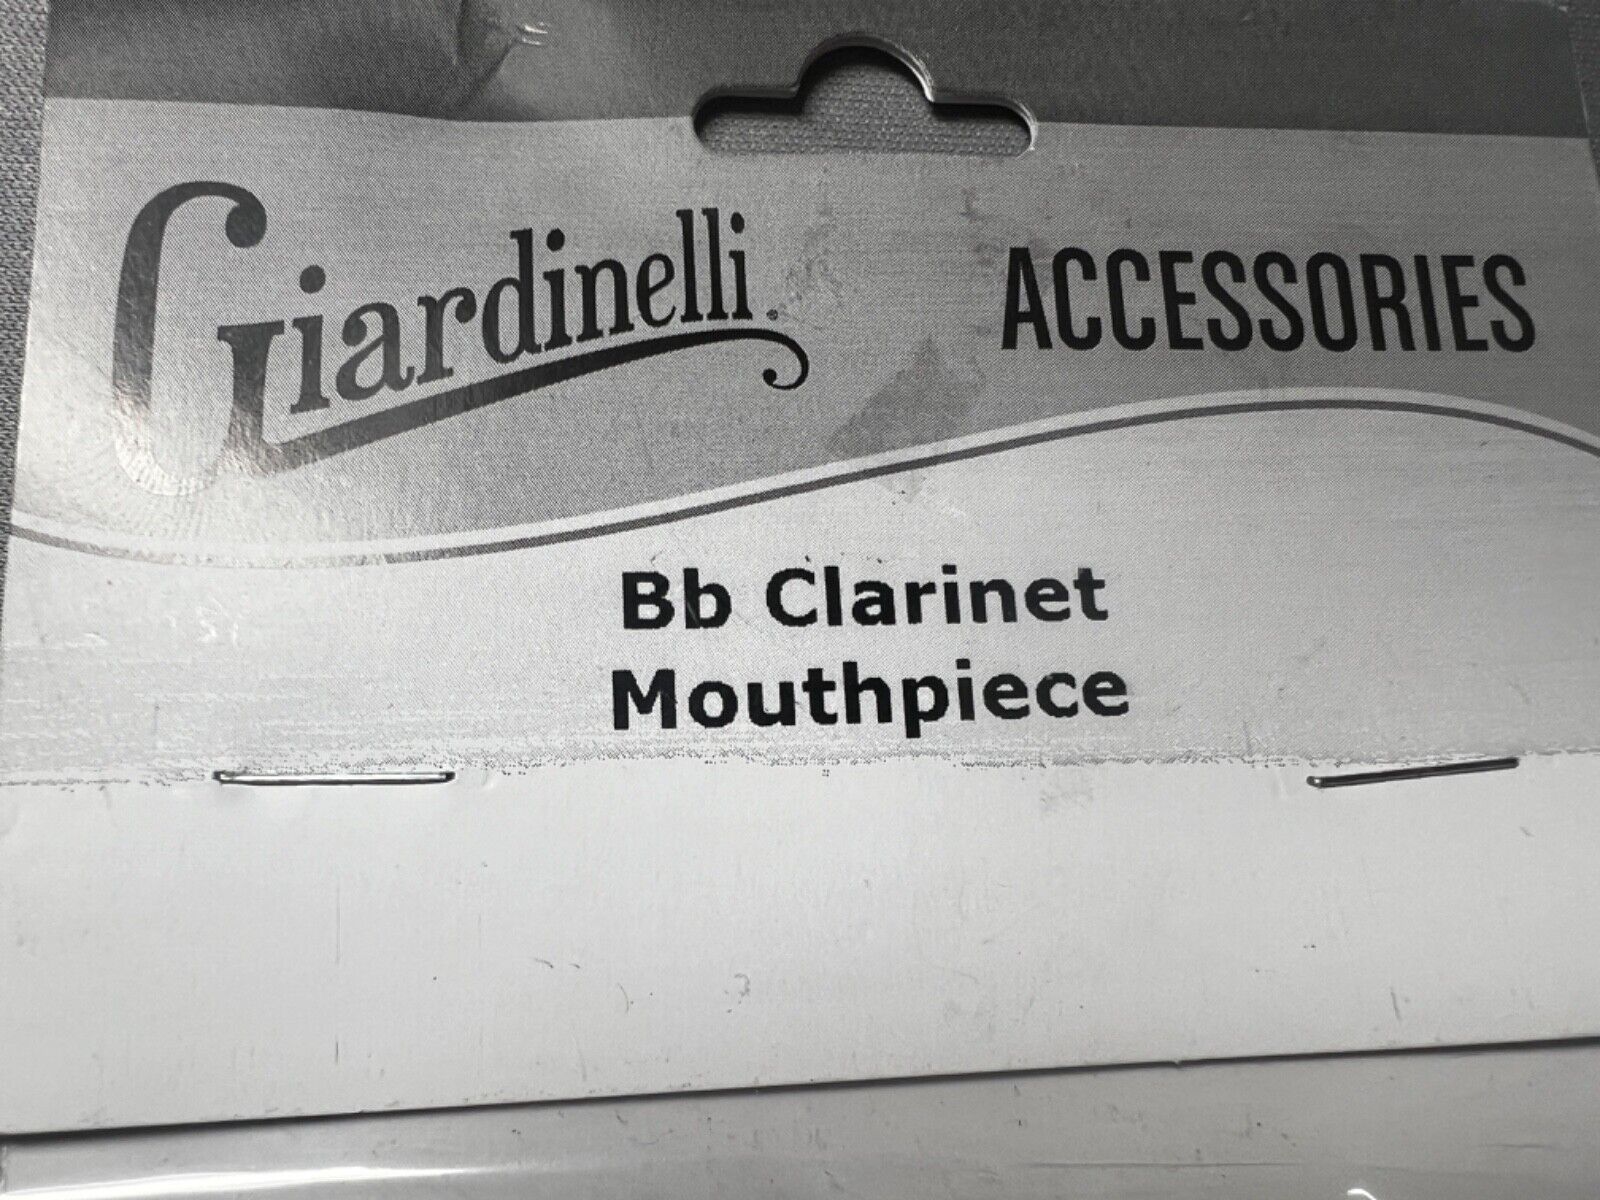 Giardinelli®
ACCESSORIES
Bb Clarinet
Mouthpiece